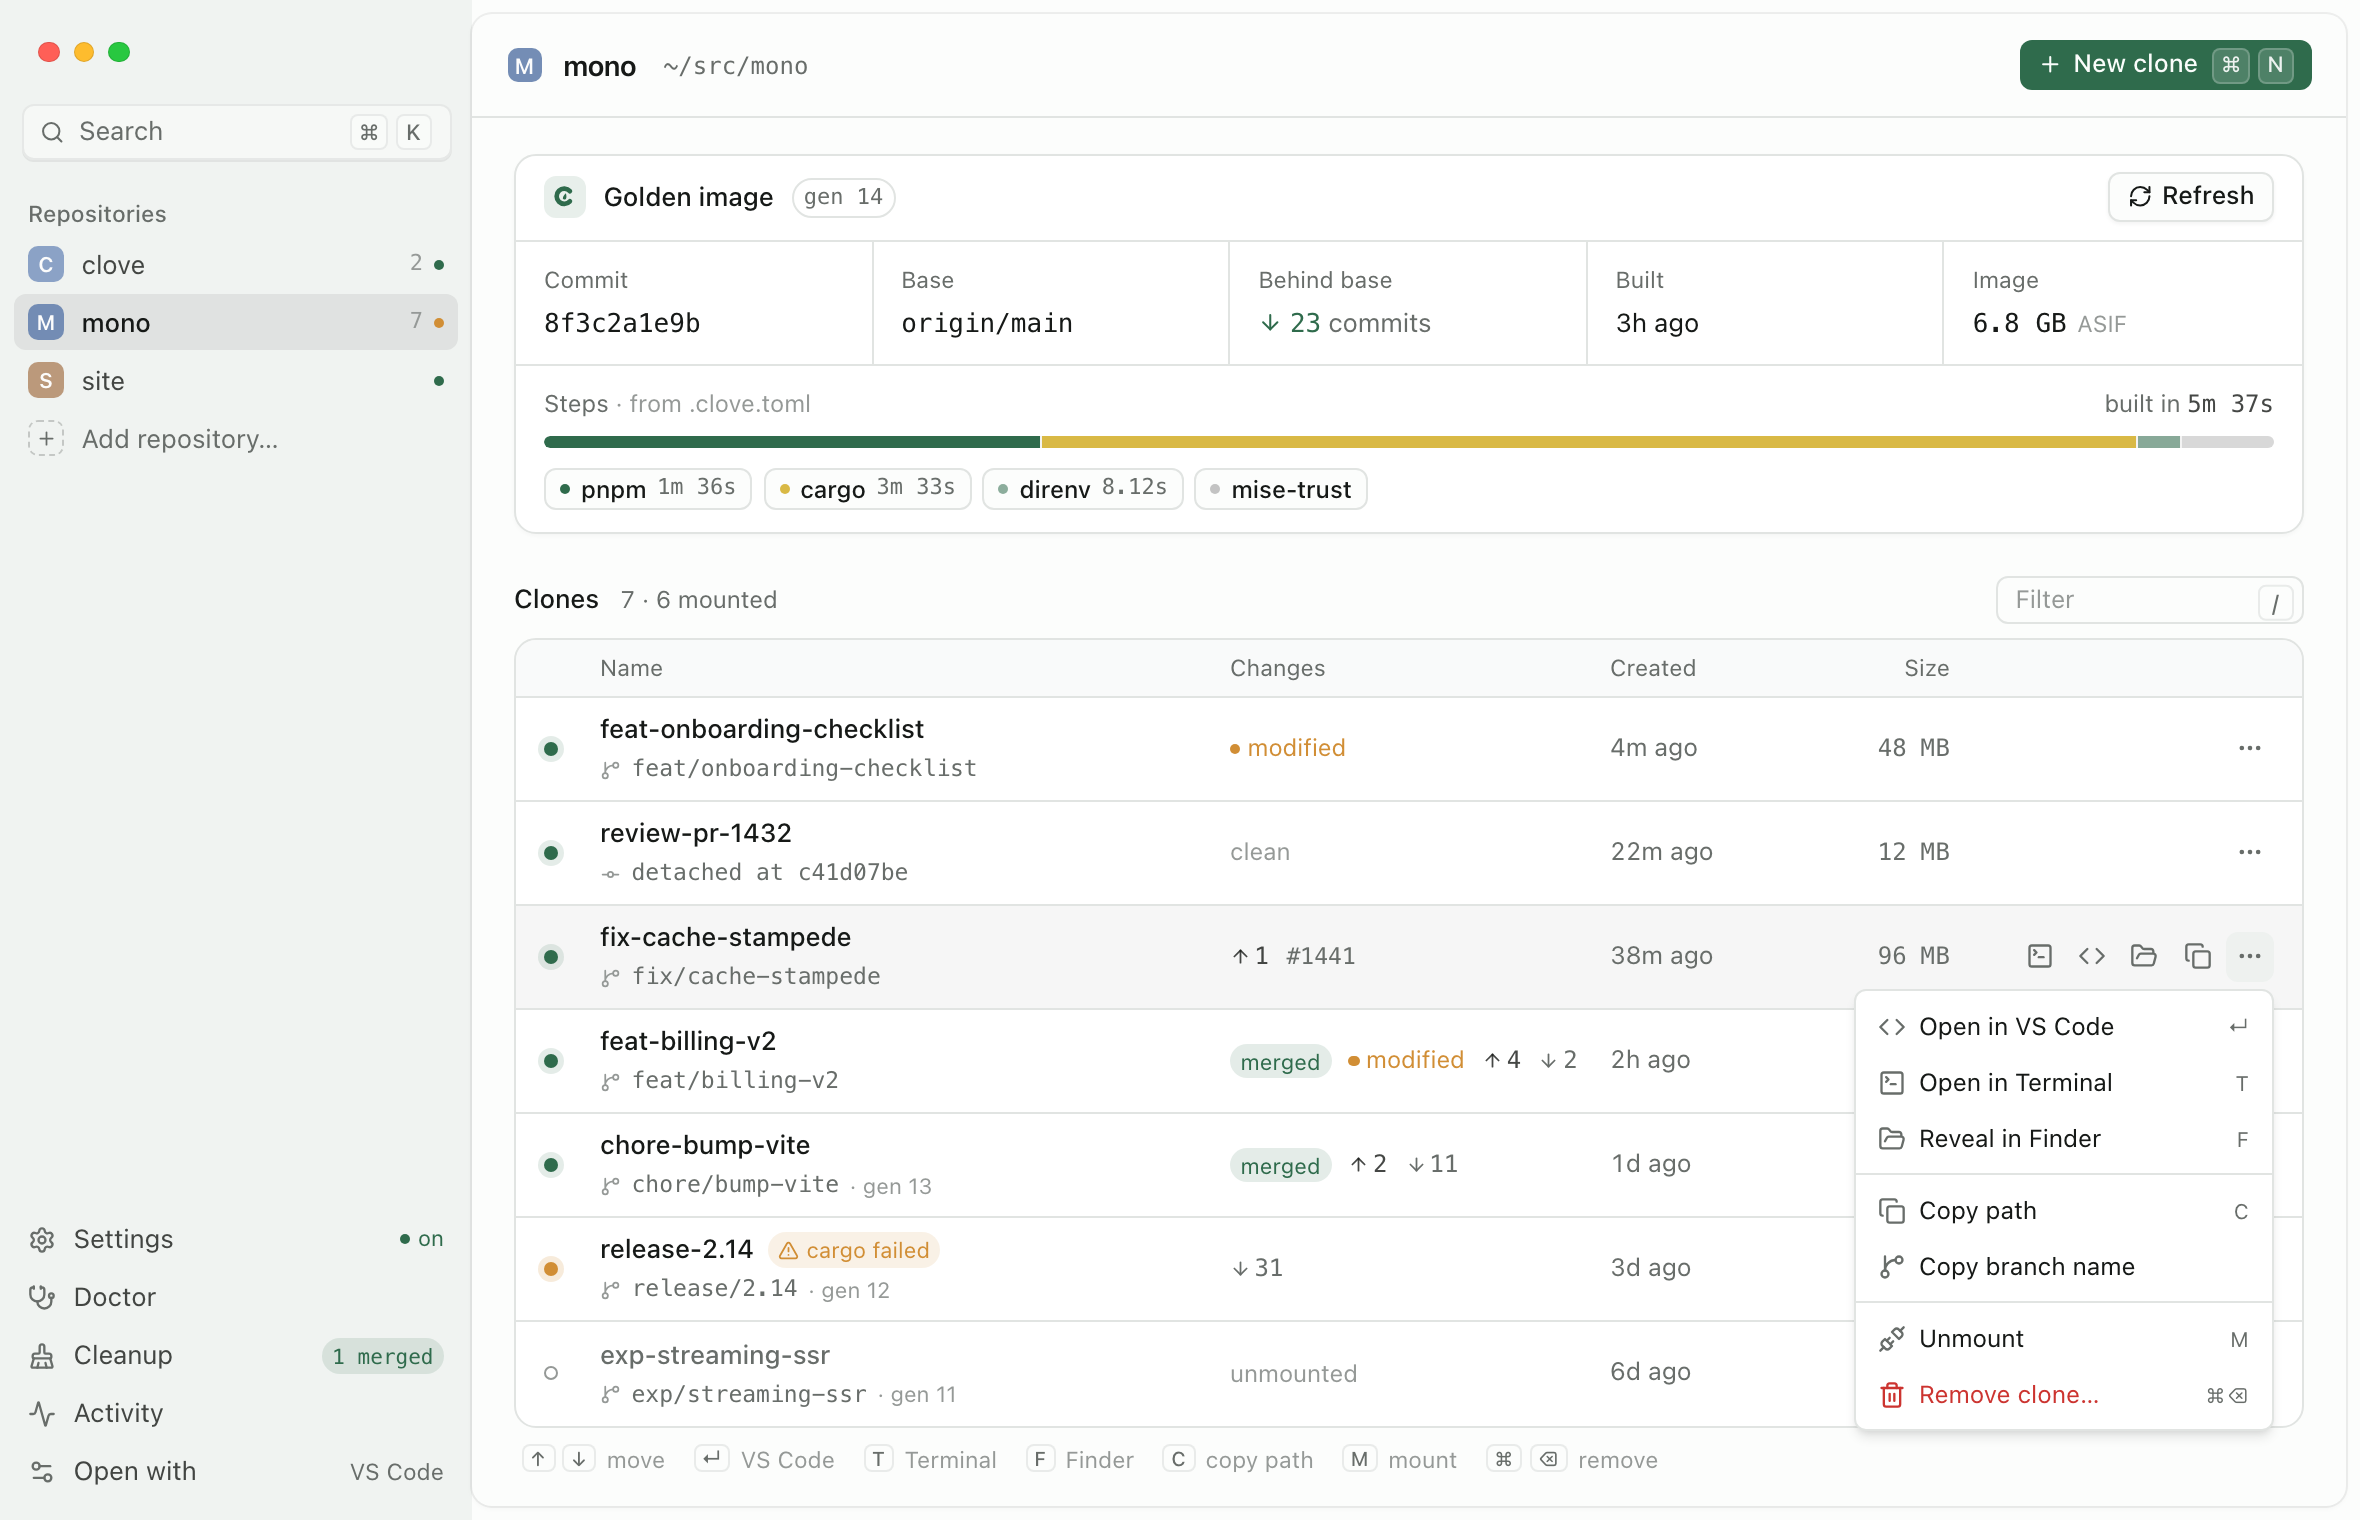 Search ⌘ K
Repositories
C clove 2
M mono 7
S site
+ Add repository...
Settings on
Doctor
Cleanup 1 merged
Activity
Open with VS Code
M mono ~/src/mono
+ New clone ⌘ N
Golden image gen 14
Refresh
Commit
8f3c2a1e9b
Base
origin/main
Behind base
↓ 23 commits
Built
3h ago
Image
6.8 GB ASIF
Steps · from .clove.toml
built in 5m 37s
pnpm 1m 36s
cargo 3m 33s
direnv 8.12s
mise-trust
Clones 7 · 6 mounted
Filter /
Name Changes Created Size
feat-onboarding-checklist
feat/onboarding-checklist
modified 4m ago 48 MB ...
review-pr-1432
detached at c41d07be
clean 22m ago 12 MB ...
fix-cache-stampede
fix/cache-stampede
↑ 1 #1441 38m ago 96 MB ...
feat-billing-v2
feat/billing-v2
merged modified ↑ 4 ↓ 2 2h ago
chore-bump-vite
chore/bump-vite · gen 13
merged ↑ 2 ↓ 11 1d ago
release-2.14 cargo failed
release/2.14 · gen 12
↓ 31 3d ago
exp-streaming-ssr
exp/streaming-ssr · gen 11
unmounted 6d ago
Open in VS Code ↵
Open in Terminal T
Reveal in Finder F
Copy path C
Copy branch name
Unmount M
Remove clone... ⌘ ⌫
↑ ↓ move ↵ VS Code T Terminal F Finder C copy path M mount ⌘ ⌫ remove